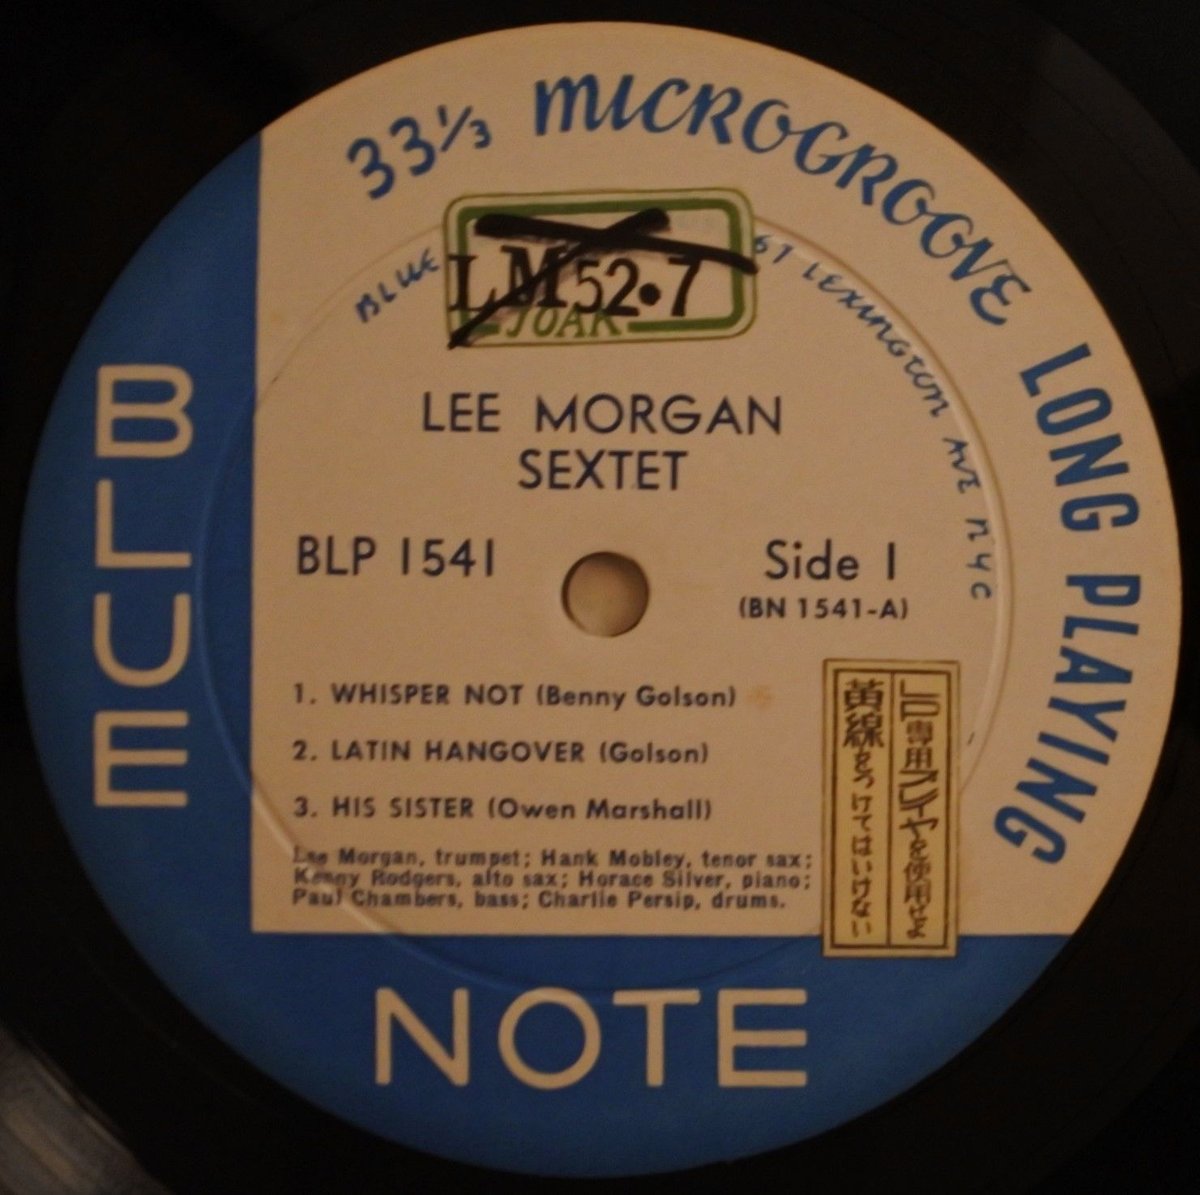 33⅓ MICROGROOVE LONG PLAYING
BLUE
67 LEXINGTON AVE NYC
LM 52•7
JOAK
LEE MORGAN
SEXTET
BLP 1541
Side 1
(BN 1541-A)
1. WHISPER NOT (Benny Golson)
2. LATIN HANGOVER (Golson)
3. HIS SISTER (Owen Marshall)
Lee Morgan, trumpet; Hank Mobley, tenor sax;
Kenny Rodgers, alto sax; Horace Silver, piano;
Paul Chambers, bass; Charlie Persip, drums.
LP専用プレイヤを使用せよ
黄線をつけてはいけない
BLUE
NOTE